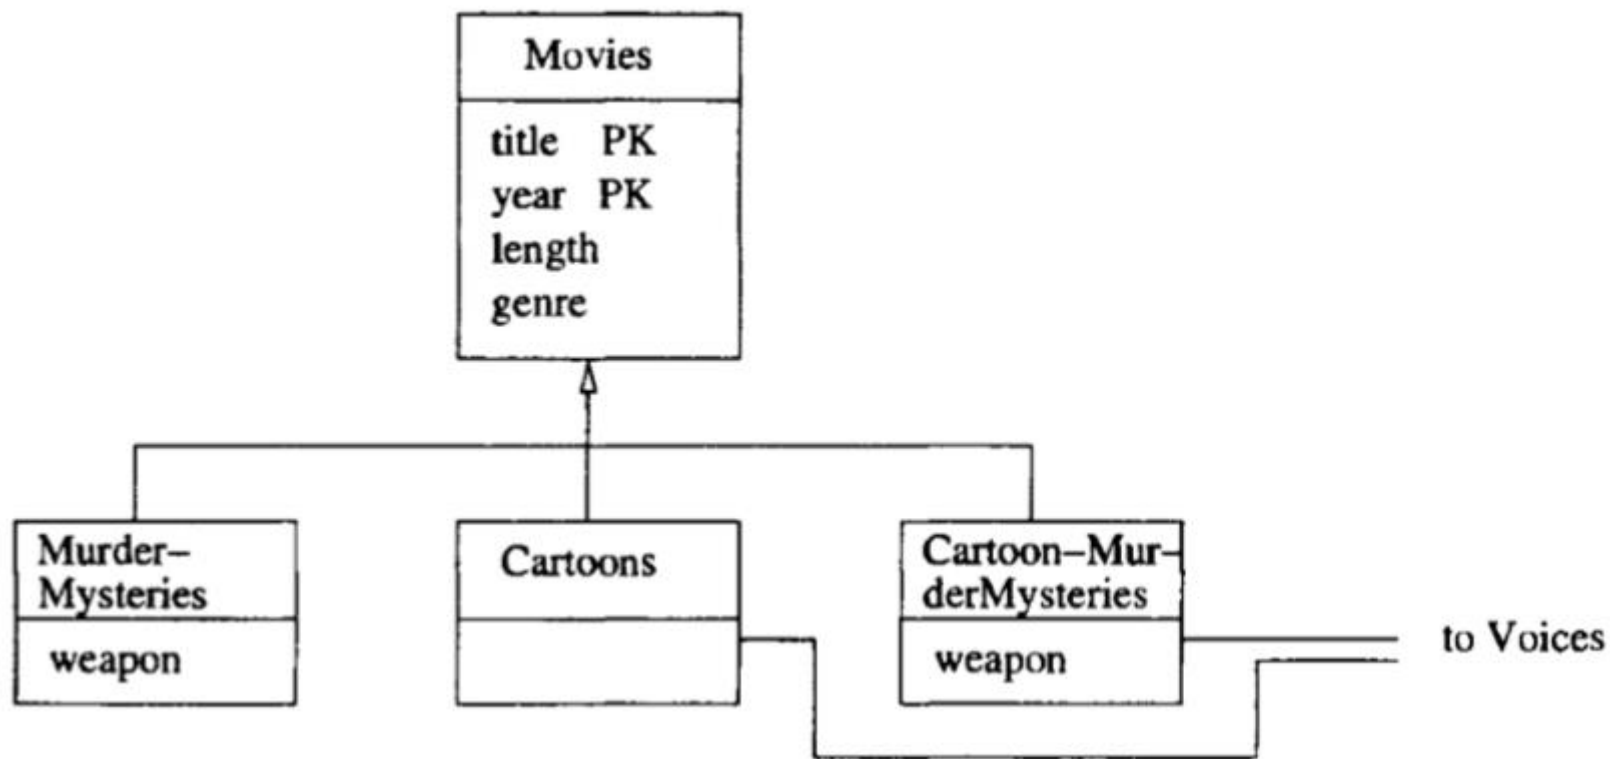 Movies
title PK
year PK
length
genre
Murder–
Mysteries
weapon
Cartoons
Cartoon–Mur–
derMysteries
weapon
to Voices